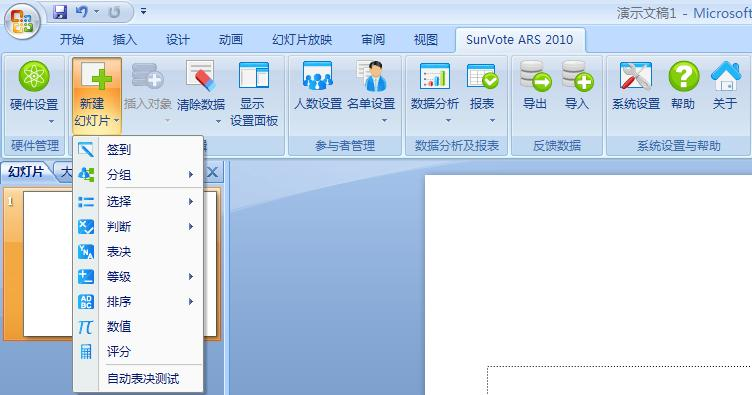 演示文稿1 - Microsoft
开始 插入 设计 动画 幻灯片放映 审阅 视图 SunVote ARS 2010
硬件设置 新建 幻灯片 插入对象 清除数据 显示 设置面板 人数设置 名单设置 数据分析 报表 导出 导入 系统设置 帮助 关于
硬件管理 辑 参与者管理 数据分析及报表 反馈数据 系统设置与帮助
幻灯片 大
1
签到
分组
选择
判断
表决
等级
排序
数值
评分
自动表决测试